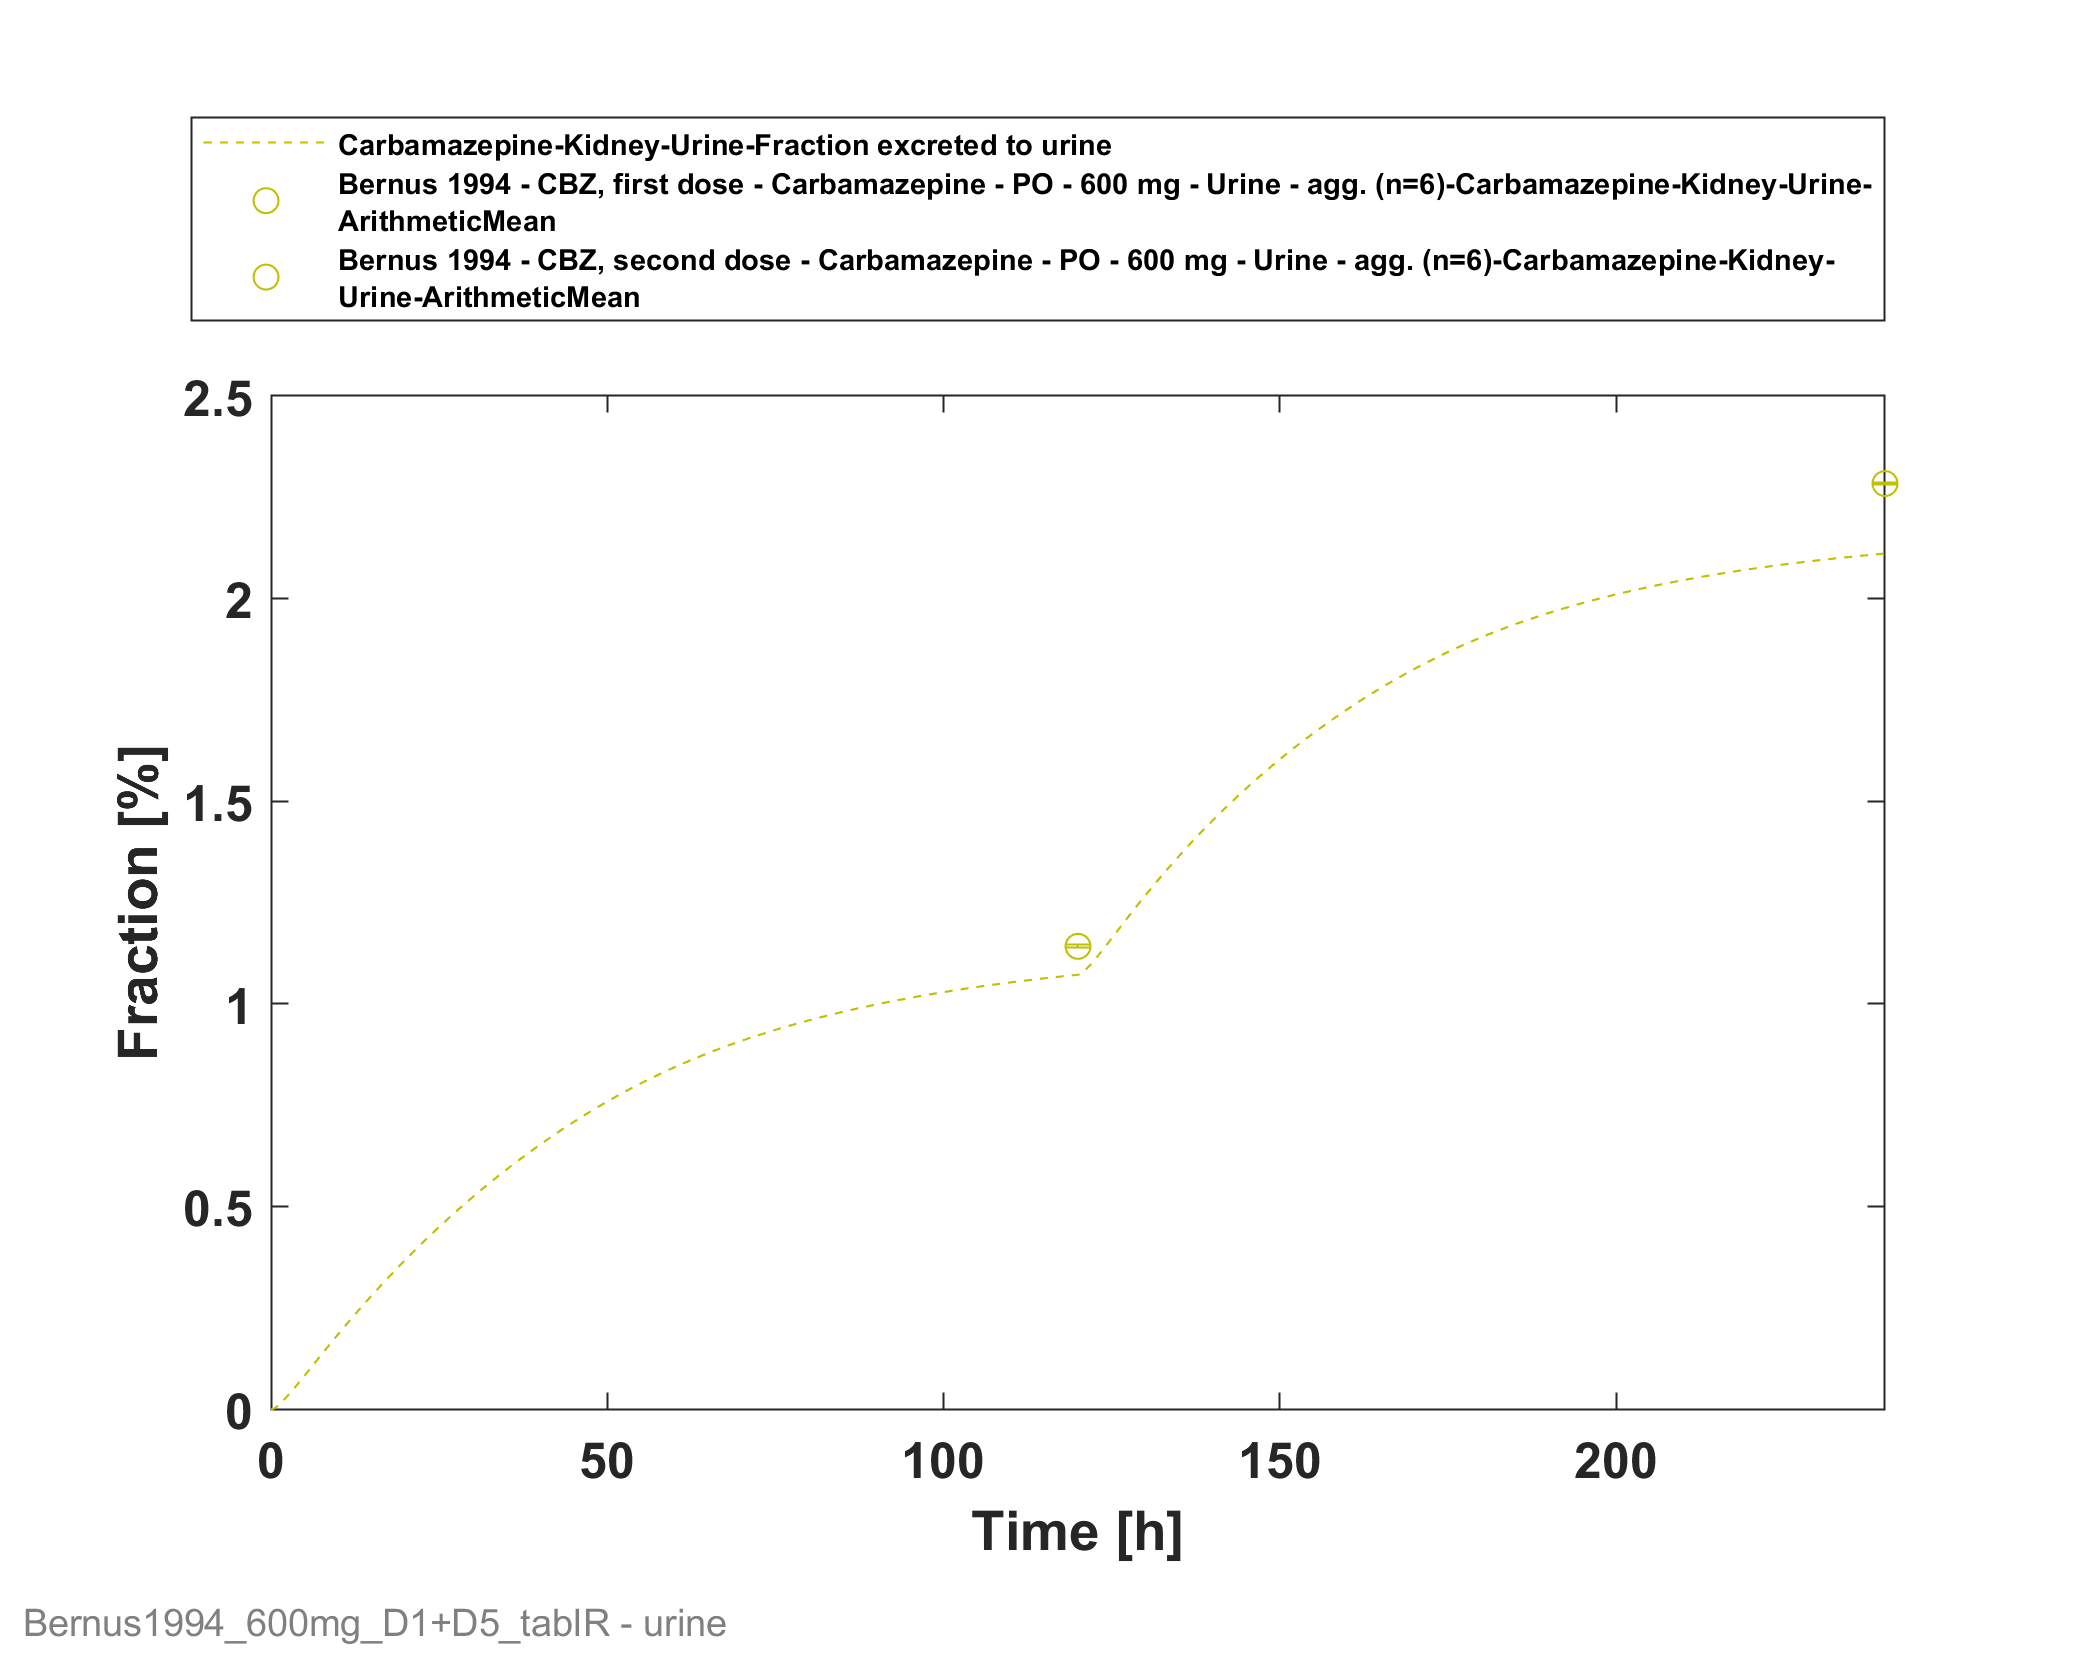 Carbamazepine-Kidney-Urine-Fraction excreted to urine
Bernus 1994 - CBZ, first dose - Carbamazepine - PO - 600 mg - Urine - agg. (n=6)-Carbamazepine-Kidney-Urine-
ArithmeticMean
Bernus 1994 - CBZ, second dose - Carbamazepine - PO - 600 mg - Urine - agg. (n=6)-Carbamazepine-Kidney-
Urine-ArithmeticMean
2.5
2
1.5
1
0.5
0
Fraction [%]
0 50 100 150 200
Time [h]
Bernus1994_600mg_D1+D5_tabIR - urine